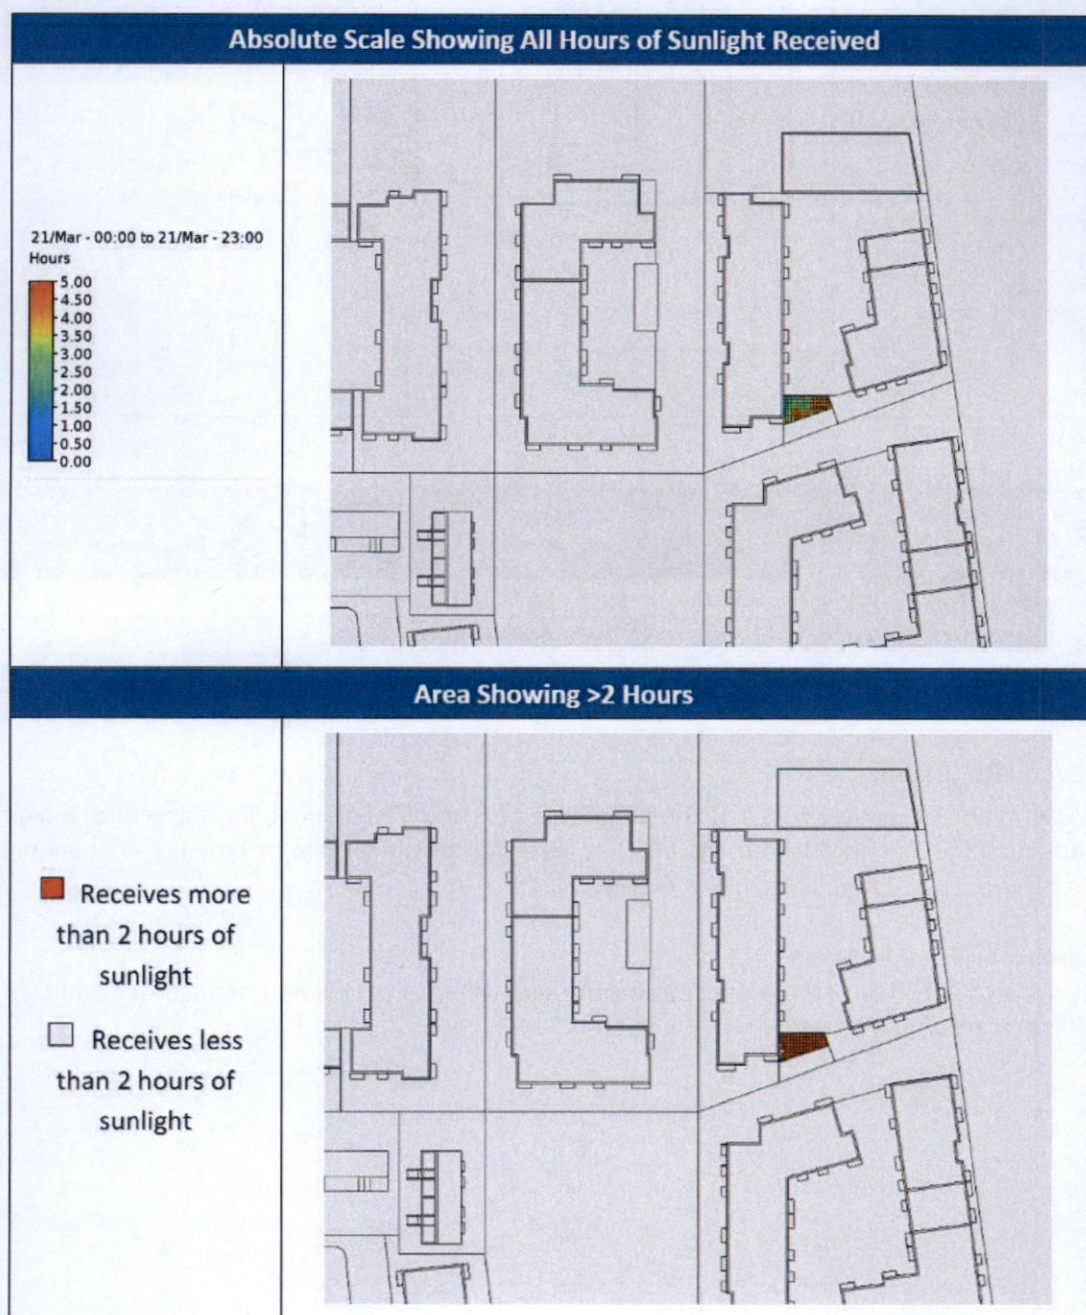 Absolute Scale Showing All Hours of Sunlight Received
21/Mar - 00:00 to 21/Mar - 23:00
Hours
5.00
4.50
4.00
3.50
3.00
2.50
2.00
1.50
1.00
0.50
0.00
Area Showing >2 Hours
Receives more
than 2 hours of
sunlight
Receives less
than 2 hours of
sunlight